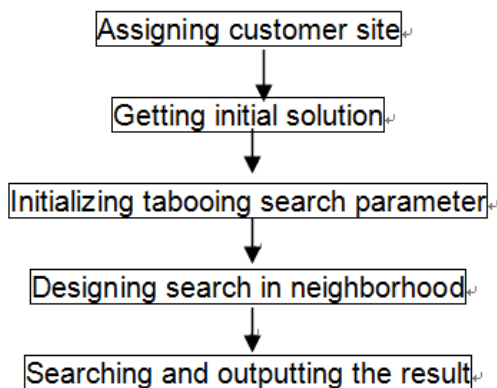 Assigning customer site
Getting initial solution
Initializing tabooing search parameter
Designing search in neighborhood
Searching and outputting the result